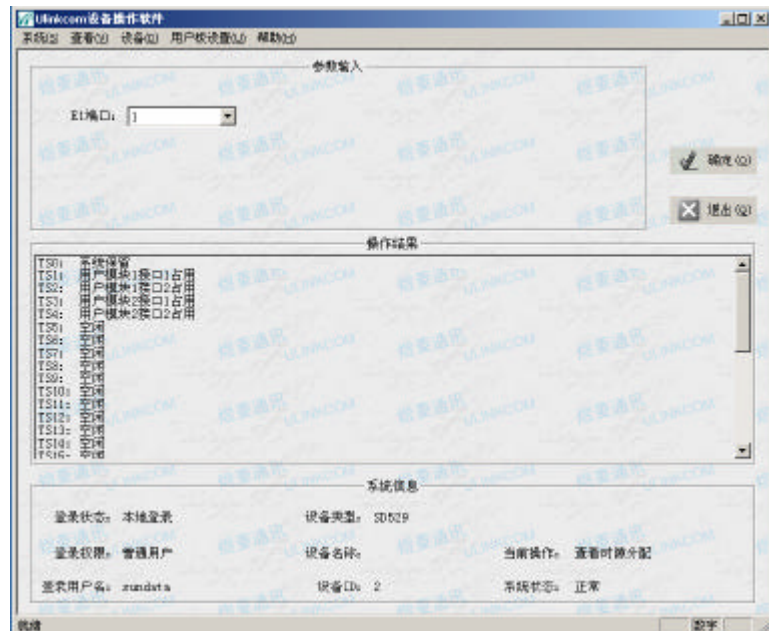 Ulinkcom设备操作软件
系统(S) 查看(V) 设备(D) 用户板设置(U) 帮助(H)
参数输入
E1端口: 1
确定(O)
退出(Q)
操作结果
TS0: 系统保留
TS1: 用户模块1接口1占用
TS2: 用户模块1接口2占用
TS3: 用户模块2接口1占用
TS4: 用户模块2接口2占用
TS5: 空闲
TS6: 空闲
TS7: 空闲
TS8: 空闲
TS9: 空闲
TS10: 空闲
TS11: 空闲
TS12: 空闲
TS13: 空闲
TS14: 空闲
TS15: 空闲
系统信息
登录状态: 本地登录 设备类型: SD529
登录权限: 普通用户 设备名称: 当前操作: 查看时隙分配
登录用户名: rundata 设备ID: 2 系统状态: 正常
就绪 数字